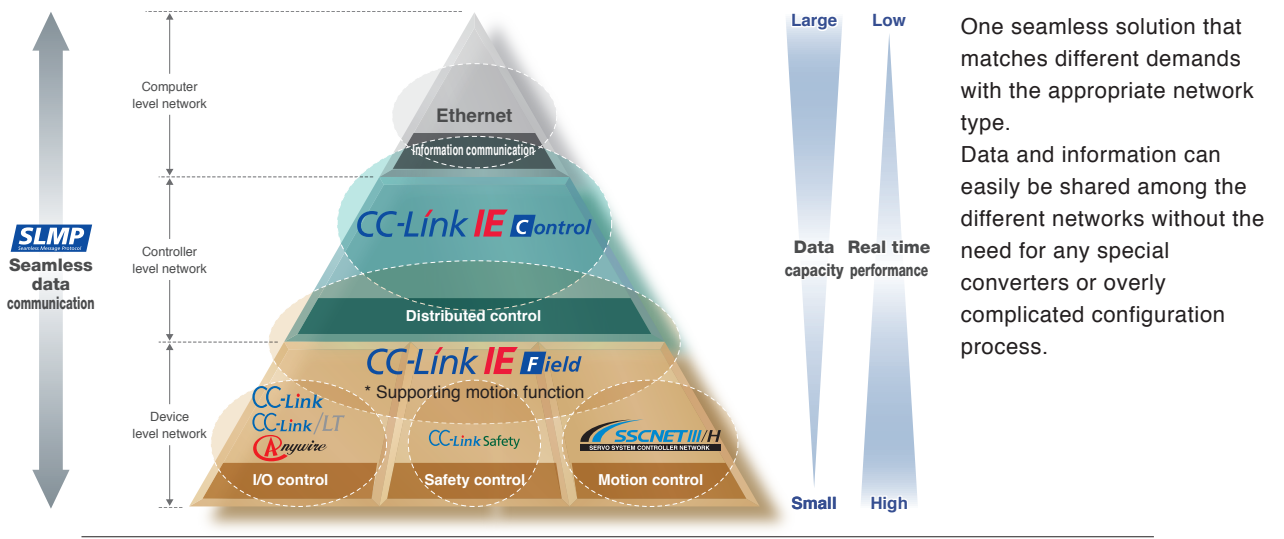 SLMP
Seamless Message Protocol
Seamless
data
communication
Computer
level network
Controller
level network
Device
level network
Ethernet
Information communication
CC-Link IE Control
Distributed control
CC-Link IE Field
* Supporting motion function
CC-Link
CC-Link/LT
Anywire
I/O control
CC-Link Safety
Safety control
SSCNETIII/H
SERVO SYSTEM CONTROLLER NETWORK
Motion control
Large
Data
capacity
Small
Low
Real time
performance
High
One seamless solution that
matches different demands
with the appropriate network
type.
Data and information can
easily be shared among the
different networks without the
need for any special
converters or overly
complicated configuration
process.